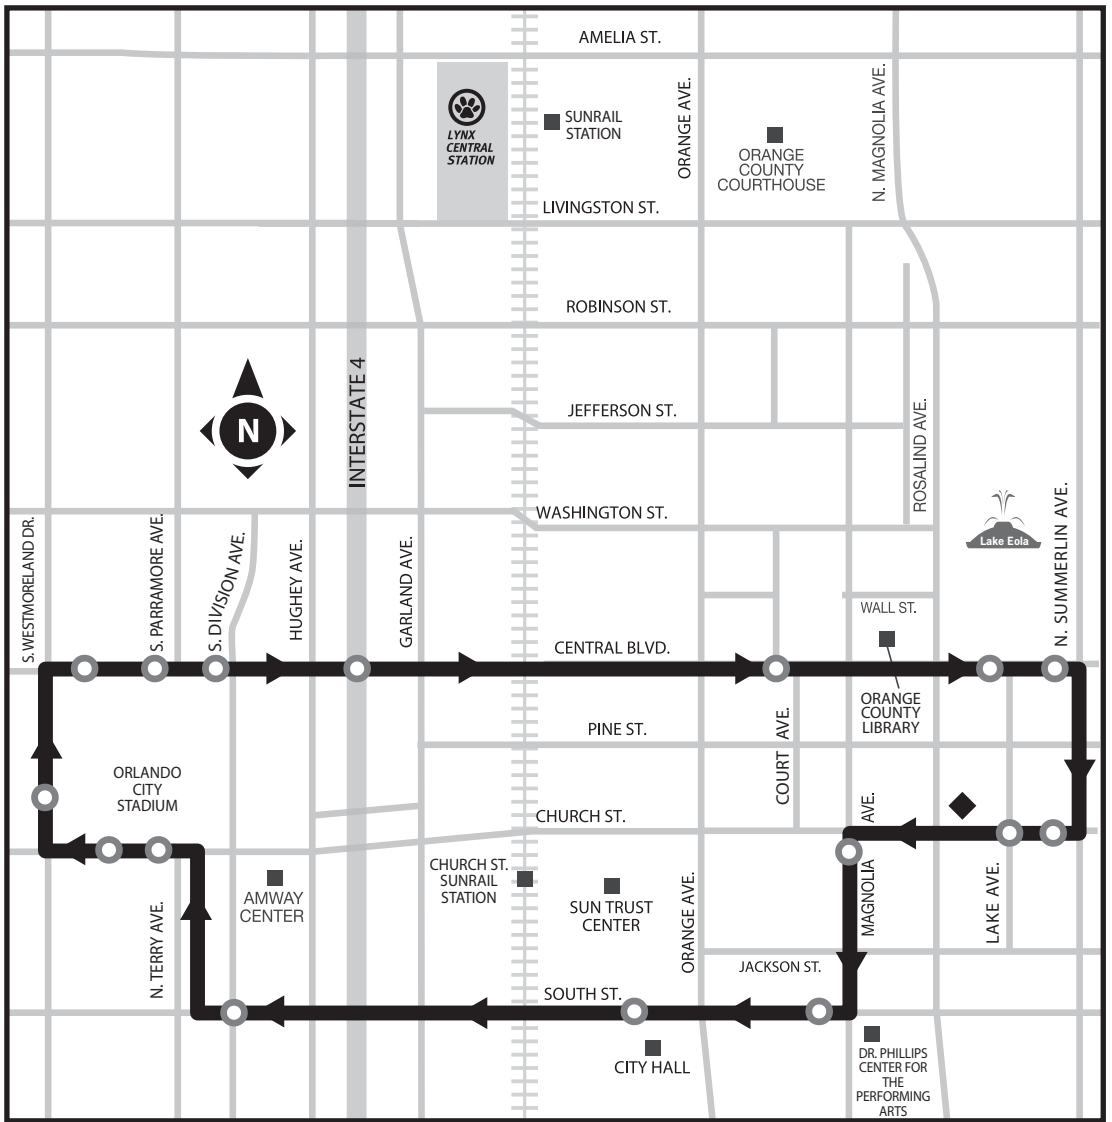 AMELIA ST.
LYNX
CENTRAL
STATION
SUNRAIL
STATION
ORANGE AVE.
ORANGE
COUNTY
COURTHOUSE
N. MAGNOLIA AVE.
LIVINGSTON ST.
ROBINSON ST.
INTERSTATE 4
N
JEFFERSON ST.
ROSALIND AVE.
WASHINGTON ST.
Lake Eola
N. SUMMERLIN AVE.
S. WESTMORELAND DR.
S. PARRAMORE AVE.
S. DIVISION AVE.
HUGHEY AVE.
GARLAND AVE.
WALL ST.
CENTRAL BLVD.
ORANGE
COUNTY
LIBRARY
PINE ST.
COURT AVE.
ORLANDO
CITY
STADIUM
CHURCH ST.
MAGNOLIA AVE.
CHURCH ST.
SUNRAIL
STATION
AMWAY
CENTER
SUN TRUST
CENTER
ORANGE AVE.
LAKE AVE.
N. TERRY AVE.
JACKSON ST.
SOUTH ST.
CITY HALL
DR. PHILLIPS
CENTER FOR
THE
PERFORMING
ARTS